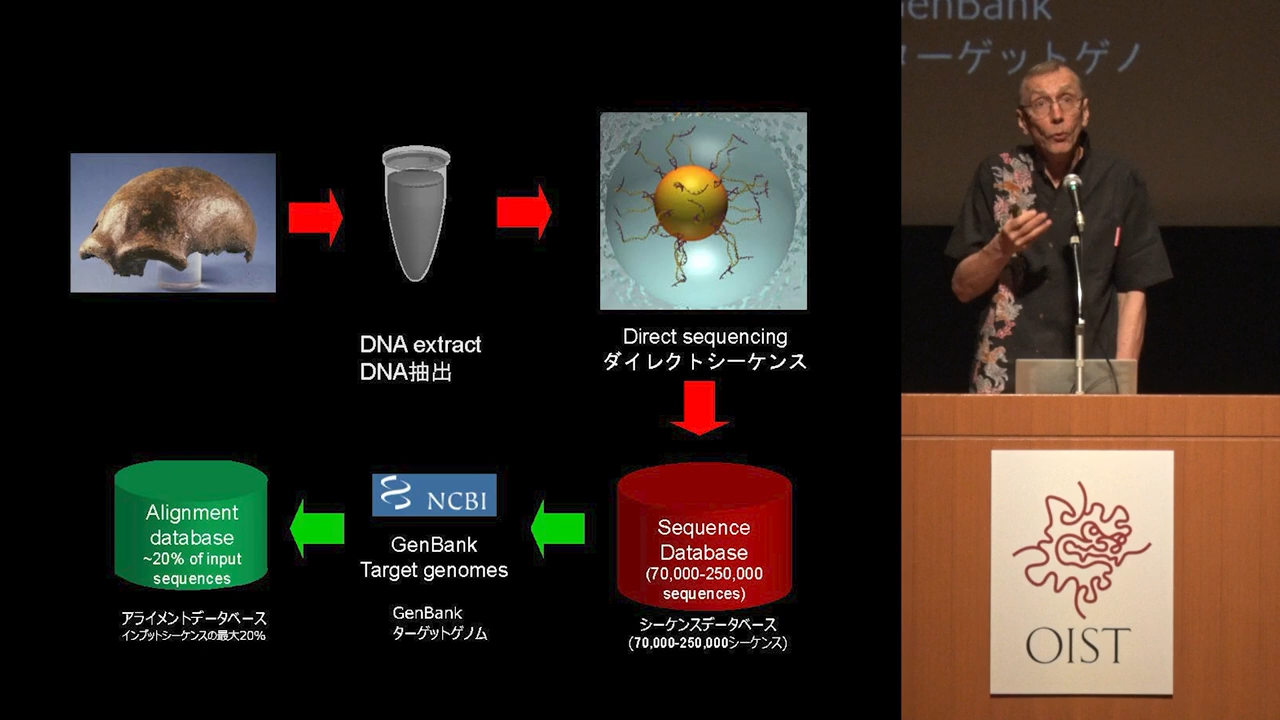 DNA extract
DNA抽出
Direct sequencing
ダイレクトシーケンス
Sequence
Database
(70,000-250,000
sequences)
シーケンスデータベース
(70,000-250,000シーケンス)
NCBI
GenBank
Target genomes
GenBank
ターゲットゲノム
Alignment
database
~20% of input
sequences
アライメントデータベース
インプットシーケンスの最大20%
enBank
ーゲットゲノ
OIST